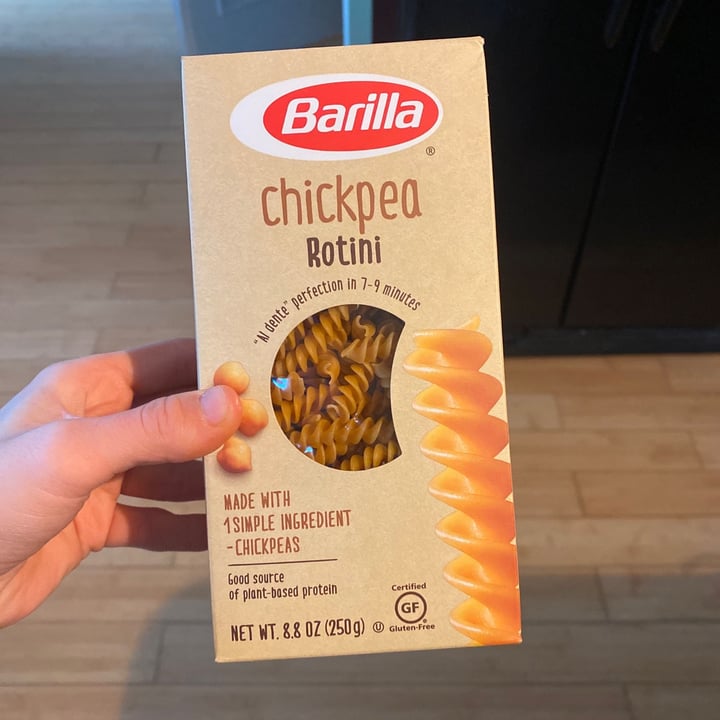 Barilla
®
chickpea
Rotini
"Al dente" perfection in 7-9 minutes
MADE WITH
1 SIMPLE INGREDIENT
-CHICKPEAS
Good source
of plant-based protein
Certified
GF
Gluten-Free
NET WT. 8.8 OZ (250g) U